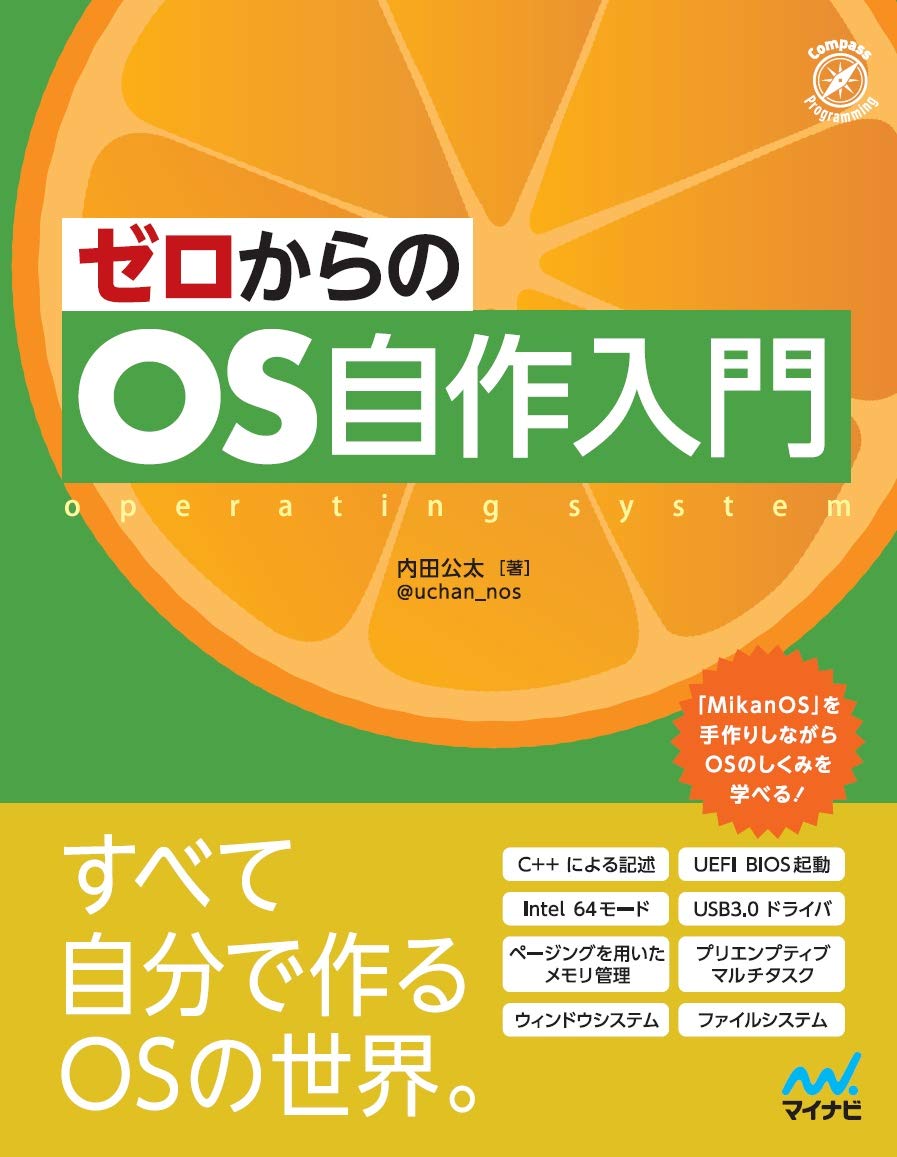 Compass
Programming
ゼロからの
OS自作入門
operating system
内田公太 [著]
@uchan_nos
「MikanOS」を
手作りしながら
OSのしくみを
学べる!
すべて
自分で作る
OSの世界。
C++ による記述
UEFI BIOS起動
Intel 64モード
USB3.0 ドライバ
ページングを用いた
メモリ管理
プリエンプティブ
マルチタスク
ウィンドウシステム
ファイルシステム
マイナビ